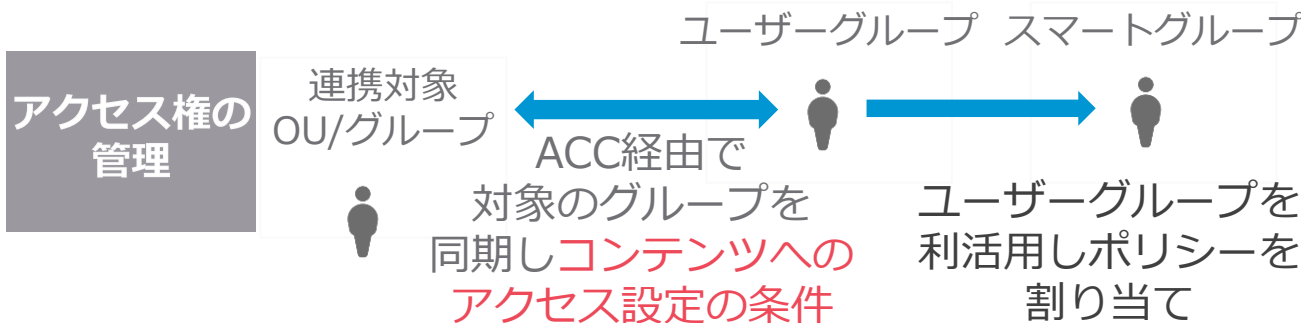 アクセス権の
管理
連携対象
OU/グループ
ACC経由で
対象のグループを
同期しコンテンツへの
アクセス設定の条件
ユーザーグループ
スマートグループ
ユーザーグループを
利活用しポリシーを
割り当て